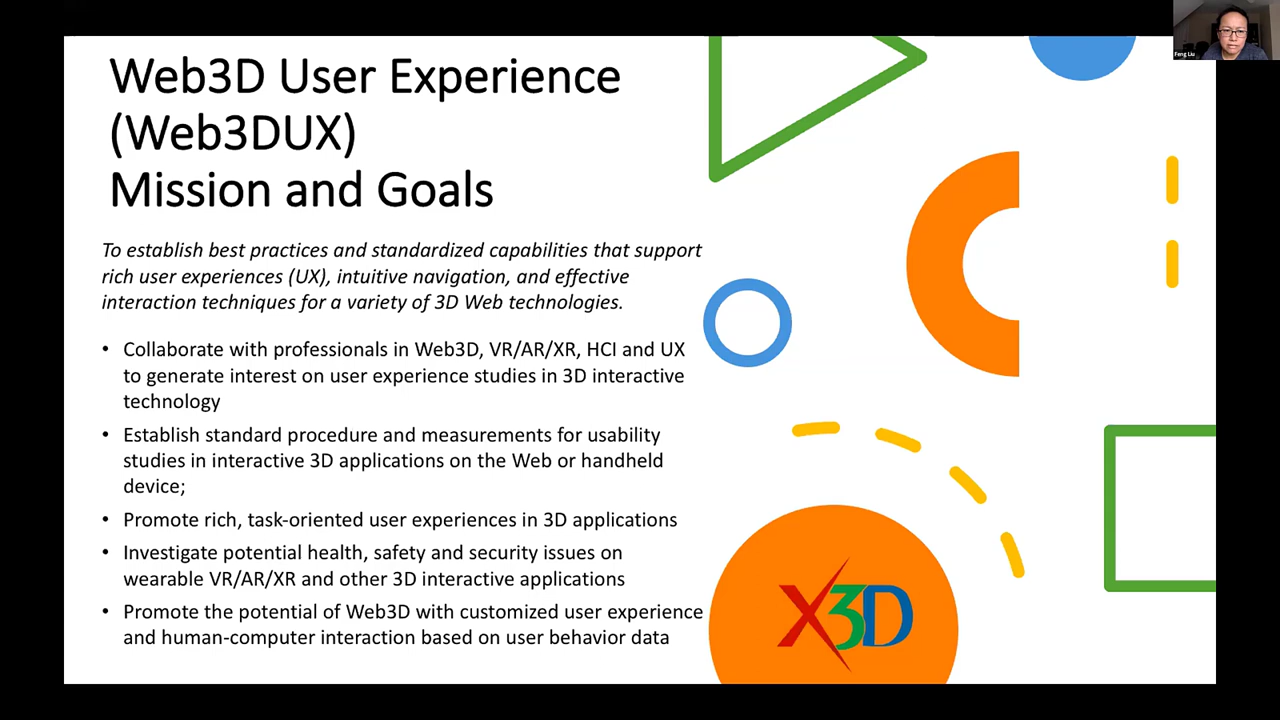 Web3D User Experience
(Web3DUX)
Mission and Goals
To establish best practices and standardized capabilities that support
rich user experiences (UX), intuitive navigation, and effective
interaction techniques for a variety of 3D Web technologies.
• Collaborate with professionals in Web3D, VR/AR/XR, HCI and UX
to generate interest on user experience studies in 3D interactive
technology
• Establish standard procedure and measurements for usability
studies in interactive 3D applications on the Web or handheld
device;
• Promote rich, task-oriented user experiences in 3D applications
• Investigate potential health, safety and security issues on
wearable VR/AR/XR and other 3D interactive applications
• Promote the potential of Web3D with customized user experience
and human-computer interaction based on user behavior data
X3D
Feng Liu